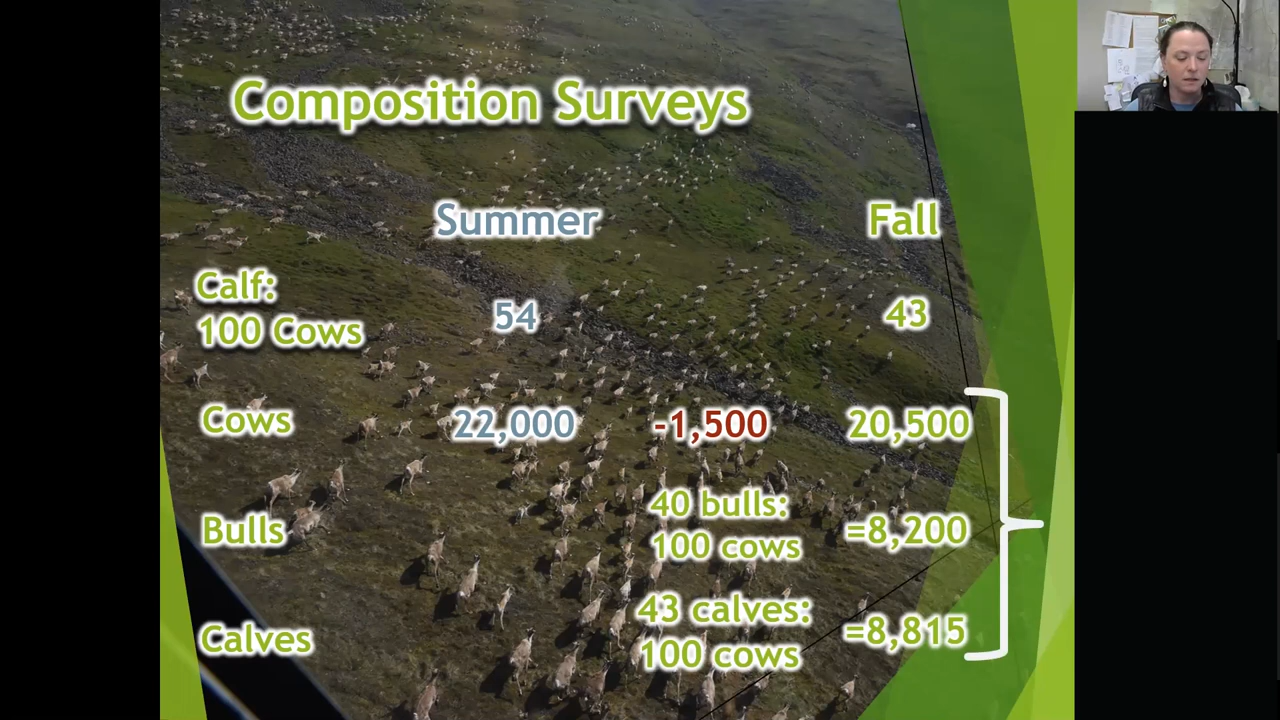 Composition Surveys
Summer Fall
Calf:
100 Cows 54 43
Cows 22,000 -1,500 20,500
Bulls 40 bulls:
100 cows =8,200
Calves 43 calves:
100 cows =8,815